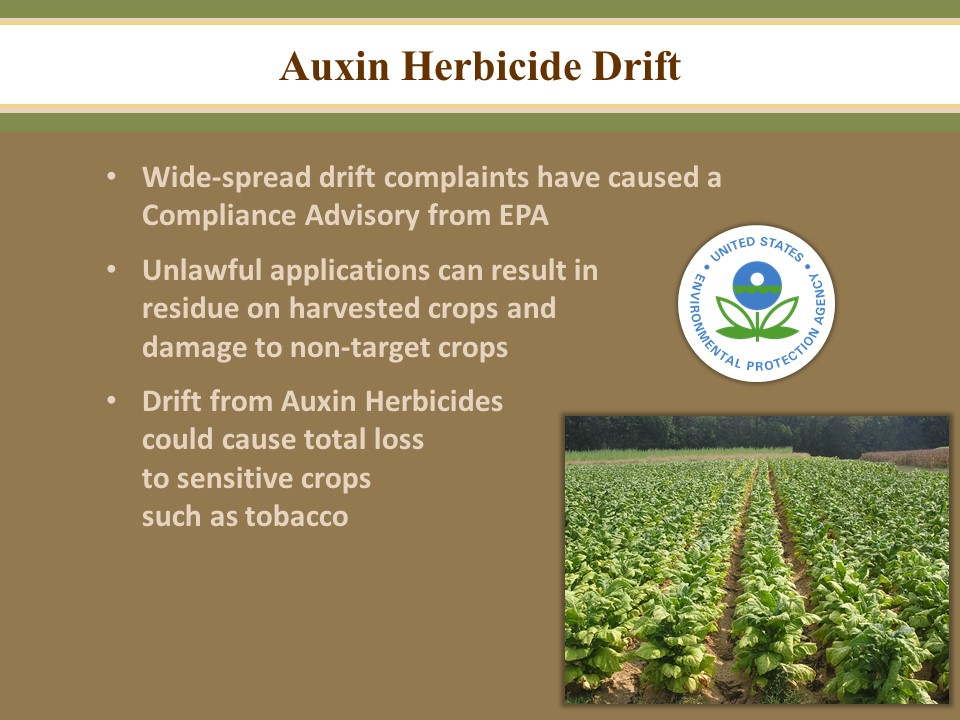 Auxin Herbicide Drift
• Wide-spread drift complaints have caused a
Compliance Advisory from EPA
• Unlawful applications can result in
residue on harvested crops and
damage to non-target crops
• Drift from Auxin Herbicides
could cause total loss
to sensitive crops
such as tobacco
• UNITED STATES •
ENVIRONMENTAL PROTECTION AGENCY